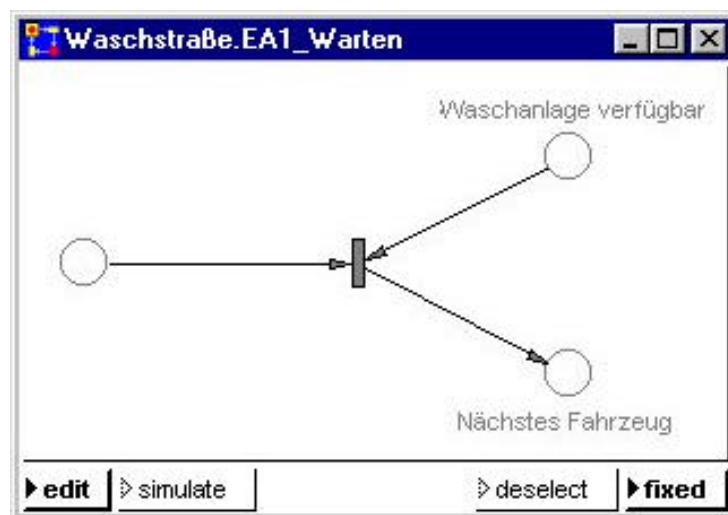 Waschstraße.EA1_Warten
Waschanlage verfügbar
Nächstes Fahrzeug
edit
simulate
deselect
fixed